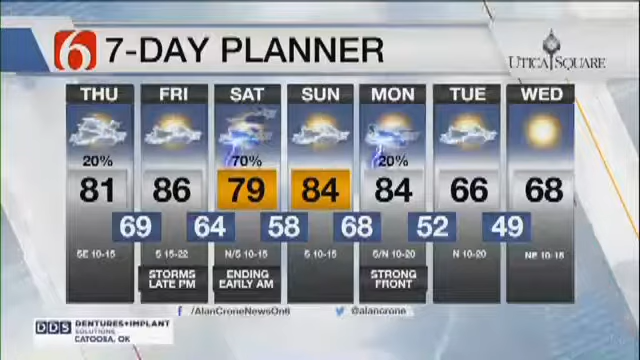 6 7-DAY PLANNER
UTICA SQUARE
THU FRI SAT SUN MON TUE WED
20% 70% 20%
81 86 79 84 84 66 68
69 64 58 68 52 49
SE 10-15 S 15-22 N/S 10-15 S 10-15 S/N 10-20 N 10-20 NE 10-15
STORMS LATE PM
ENDING EARLY AM
STRONG FRONT
f /AlanCroneNewsOn6 @alancrone
DDS DENTURES+IMPLANT
SOLUTIONS
CATOOSA, OK